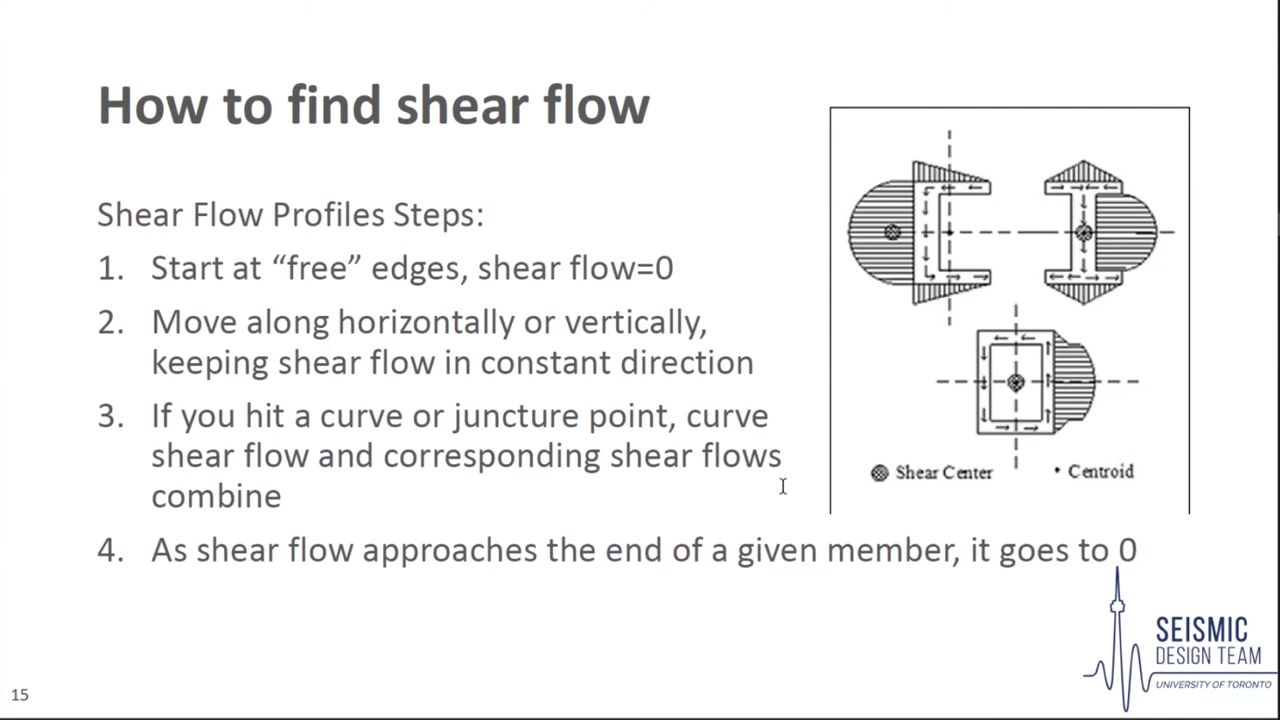 How to find shear flow
Shear Flow Profiles Steps:
1. Start at “free” edges, shear flow=0
2. Move along horizontally or vertically,
keeping shear flow in constant direction
3. If you hit a curve or juncture point, curve
shear flow and corresponding shear flows
combine
4. As shear flow approaches the end of a given member, it goes to 0
Shear Center
Centroid
SEISMIC
DESIGN TEAM
UNIVERSITY OF TORONTO
15